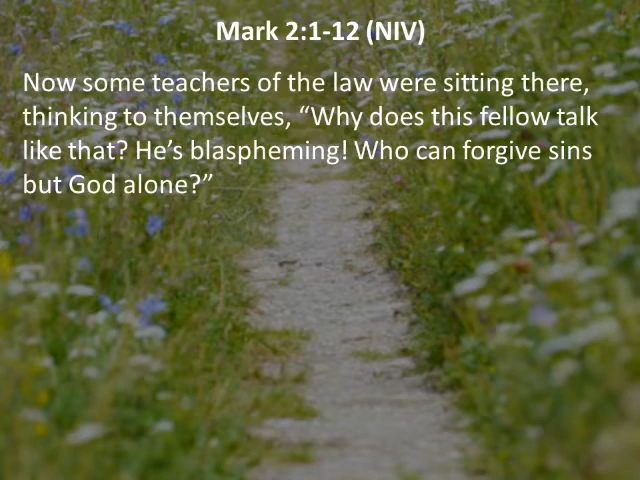 Mark 2:1-12 (NIV)
Now some teachers of the law were sitting there,
thinking to themselves, “Why does this fellow talk
like that? He’s blaspheming! Who can forgive sins
but God alone?”